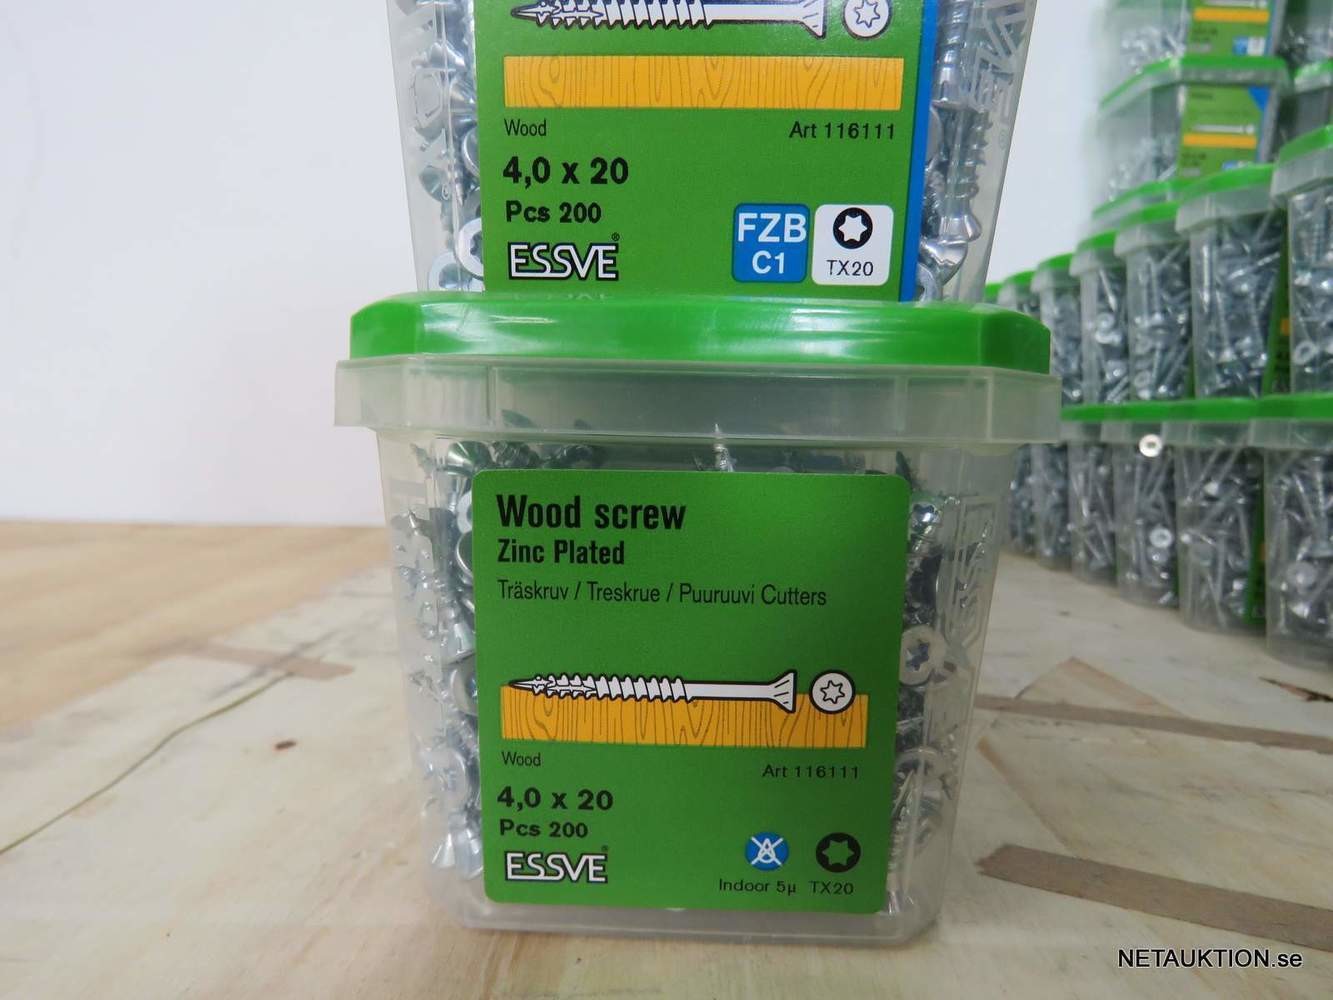 Wood
Art 116111
4,0 x 20
Pcs 200
ESSVE®
FZB
C1
TX20
Wood screw
Zinc Plated
Träskruv / Treskrue / Puuruuvi Cutters
Wood
Art 116111
4,0 x 20
Pcs 200
ESSVE®
Indoor 5µ
TX20
NETAUKTION.se